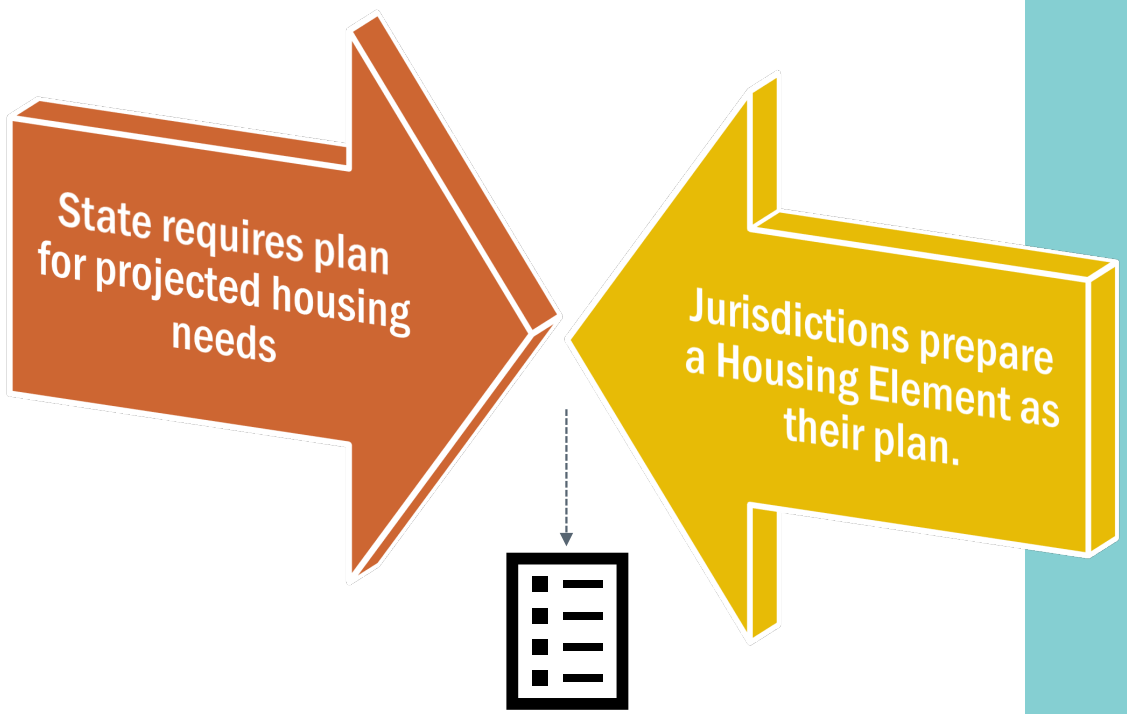 State requires plan
for projected housing
needs
Jurisdictions prepare
a Housing Element as
their plan.